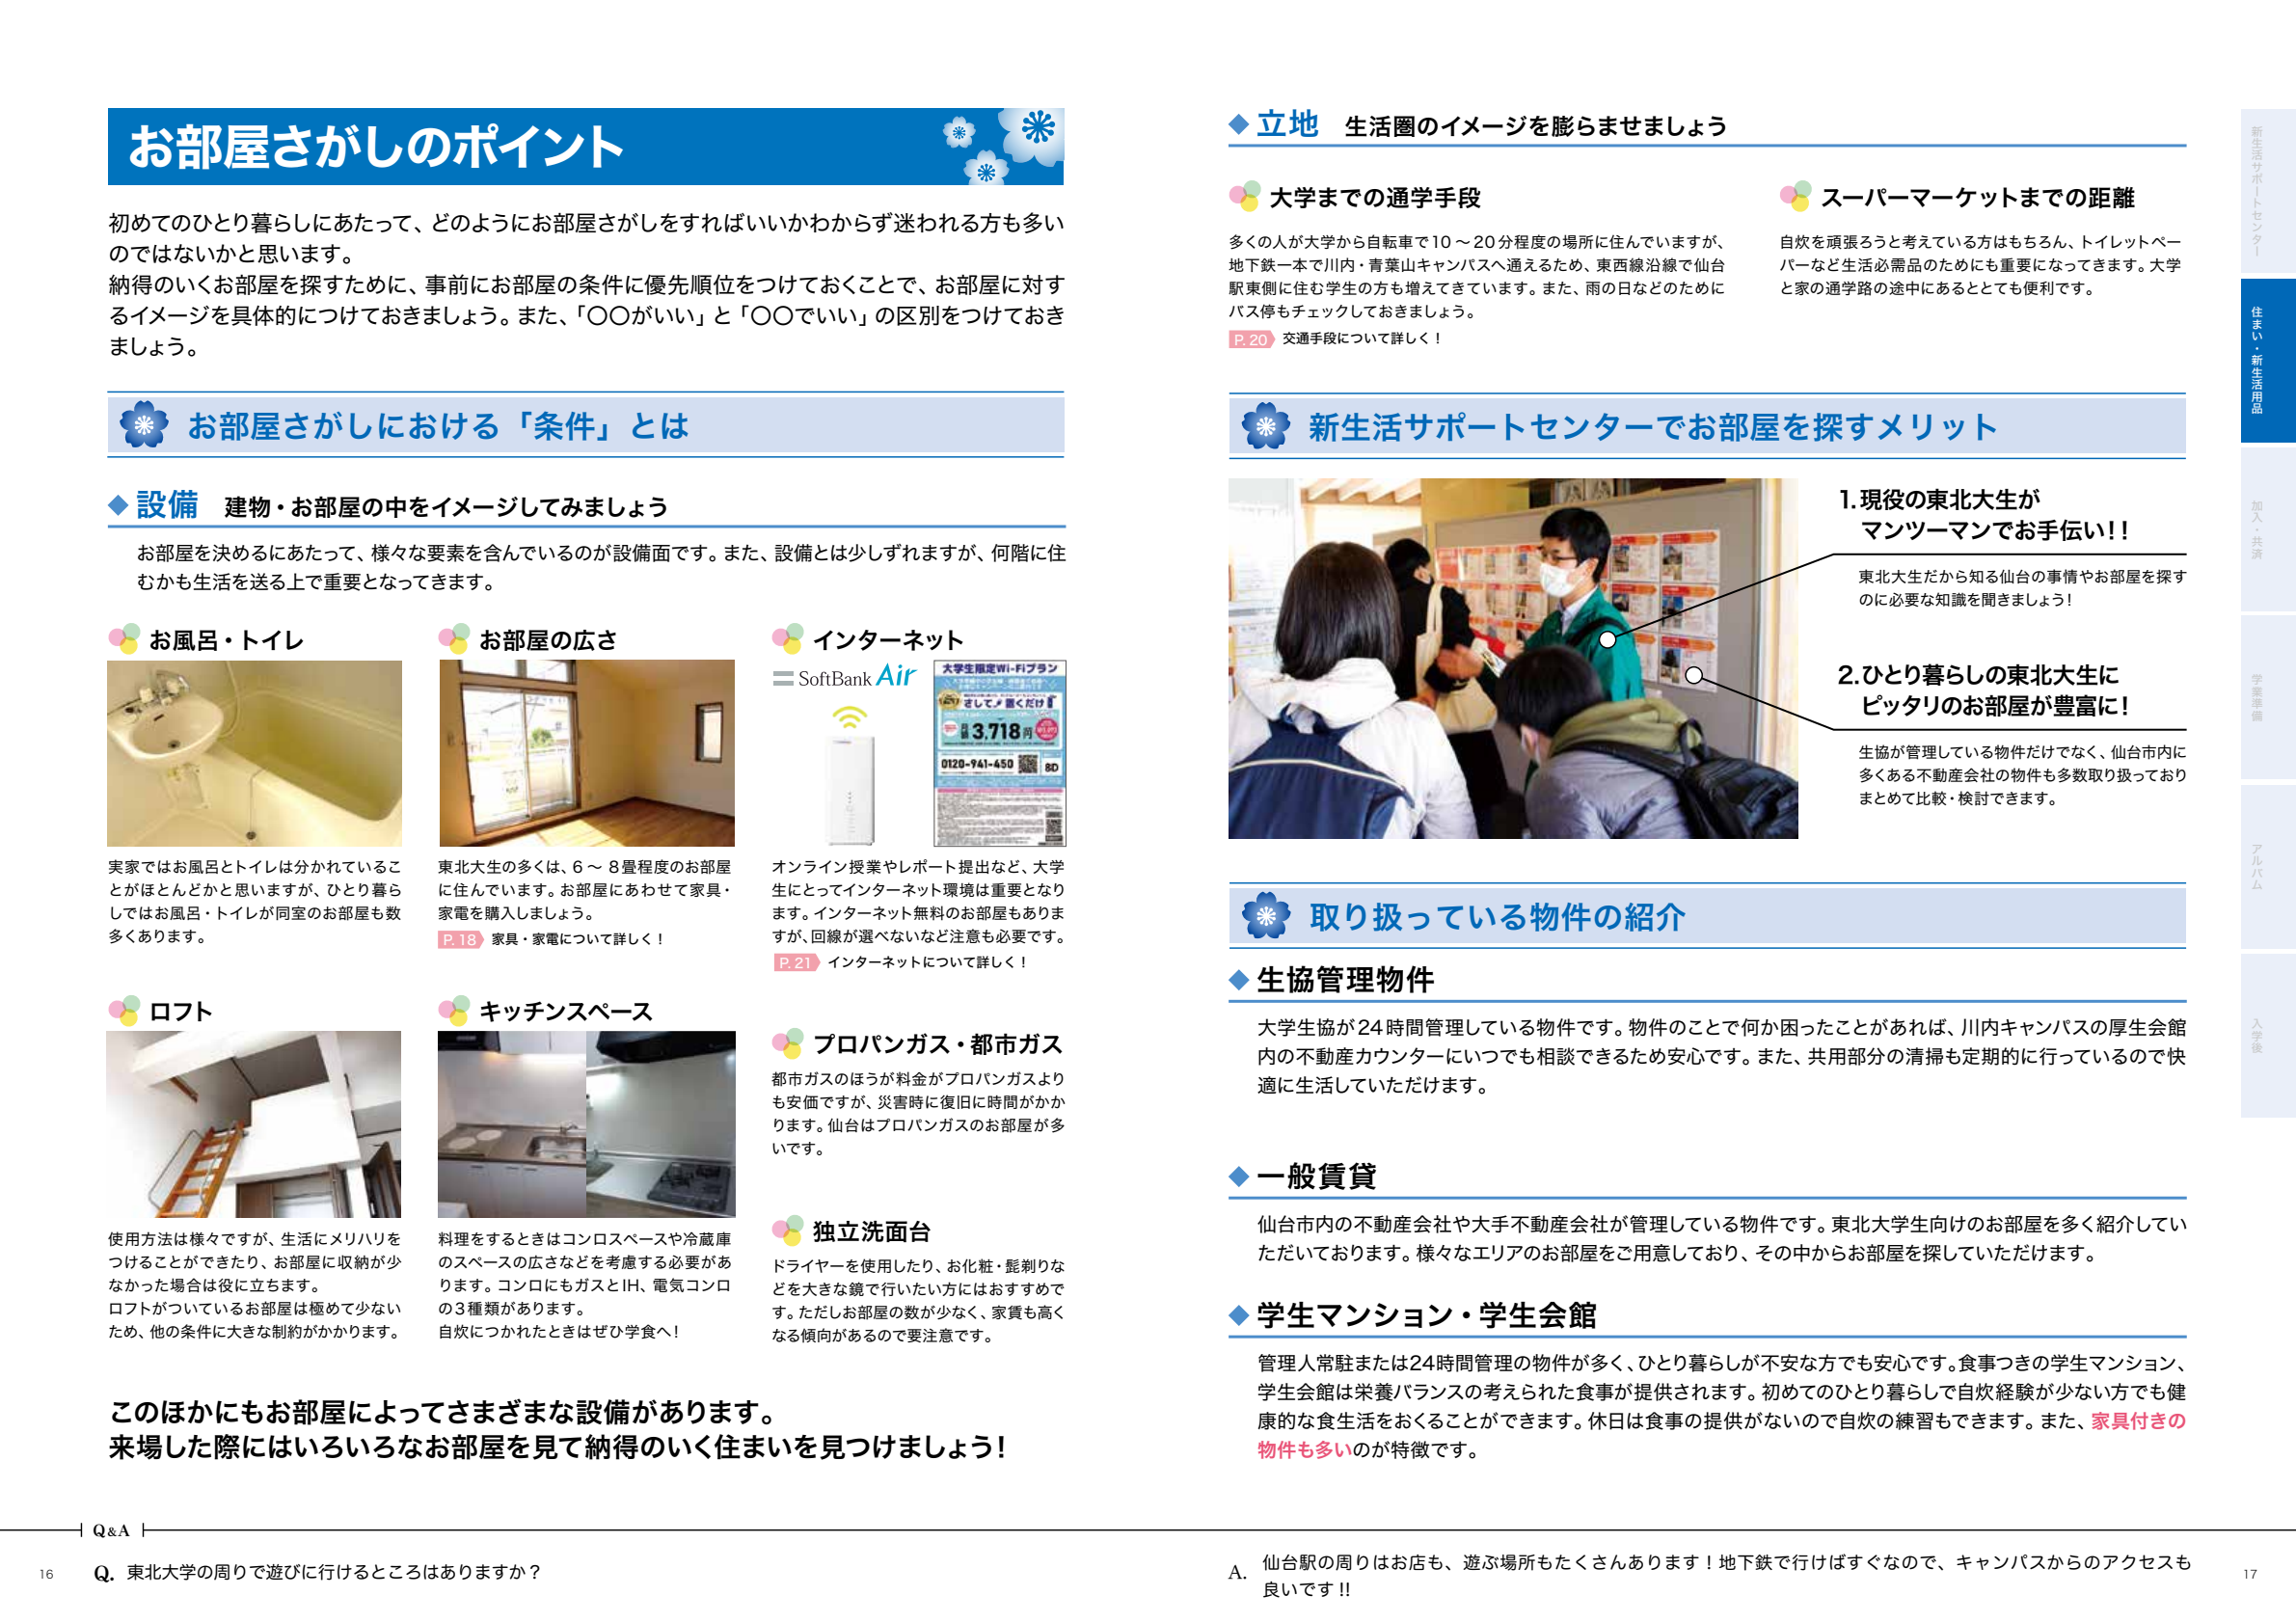 お部屋さがしのポイント
初めてのひとり暮らしにあたって、どのようにお部屋さがしをすればいいかわからず迷われる方も多い
のではないかと思います。
納得のいくお部屋を探すために、事前にお部屋の条件に優先順位をつけておくことで、お部屋に対す
るイメージを具体的につけておきましょう。また、「〇〇がいい」と「〇〇でいい」の区別をつけておき
ましょう。
お部屋さがしにおける「条件」とは
設備 建物・お部屋の中をイメージしてみましょう
お部屋を決めるにあたって、様々な要素を含んでいるのが設備面です。また、設備とは少しずれますが、何階に住
むかも生活を送る上で重要となってきます。
お風呂・トイレ
実家ではお風呂とトイレは分かれているこ
とがほとんどかと思いますが、ひとり暮ら
しではお風呂・トイレが同室のお部屋も数
多くあります。
お部屋の広さ
東北大生の多くは、6～8畳程度のお部屋
に住んでいます。お部屋にあわせて家具・
家電を購入しましょう。
P.18 家具・家電について詳しく！
インターネット
SoftBank Air
大学生限定Wi-Fiプラン
さして 置くだけ
3,718円
0120-941-450
オンライン授業やレポート提出など、大学
生にとってインターネット環境は重要となり
ます。インターネット無料のお部屋もありま
すが、回線が選べないなど注意も必要です。
P.21 インターネットについて詳しく！
ロフト
使用方法は様々ですが、生活にメリハリを
つけることができたり、お部屋に収納が少
なかった場合は役に立ちます。
ロフトがついているお部屋は極めて少ない
ため、他の条件に大きな制約がかかります。
キッチンスペース
料理をするときはコンロスペースや冷蔵庫
のスペースの広さなどを考慮する必要があ
ります。コンロにもガスとIH、電気コンロ
の3種類があります。
自炊につかれたときはぜひ学食へ！
プロパンガス・都市ガス
都市ガスのほうが料金がプロパンガスより
も安価ですが、災害時に復旧に時間がかか
ります。仙台はプロパンガスのお部屋が多
いです。
独立洗面台
ドライヤーを使用したり、お化粧・髭剃りな
どを大きな鏡で行いたい方にはおすすめで
す。ただしお部屋の数が少なく、家賃も高く
なる傾向があるので要注意です。
このほかにもお部屋によってさまざまな設備があります。
来場した際にはいろいろなお部屋を見て納得のいく住まいを見つけましょう！
立地 生活圏のイメージを膨らませましょう
大学までの通学手段
多くの人が大学から自転車で10～20分程度の場所に住んでいますが、
地下鉄一本で川内・青葉山キャンパスへ通えるため、東西線沿線で仙台
駅東側に住む学生の方も増えてきています。また、雨の日などのために
バス停もチェックしておきましょう。
P.20 交通手段について詳しく！
スーパーマーケットまでの距離
自炊を頑張ろうと考えている方はもちろん、トイレットペー
パーなど生活必需品のためにも重要になってきます。大学
と家の通学路の途中にあるととても便利です。
新生活サポートセンターでお部屋を探すメリット
1.現役の東北大生が
マンツーマンでお手伝い！！
東北大生だから知る仙台の事情やお部屋を探す
のに必要な知識を聞きましょう！
2.ひとり暮らしの東北大生に
ピッタリのお部屋が豊富に！
生協が管理している物件だけでなく、仙台市内に
多くある不動産会社の物件も多数取り扱っており
まとめて比較・検討できます。
取り扱っている物件の紹介
生協管理物件
大学生協が24時間管理している物件です。物件のことで何か困ったことがあれば、川内キャンパスの厚生会館
内の不動産カウンターにいつでも相談できるため安心です。また、共用部分の清掃も定期的に行っているので快
適に生活していただけます。
一般賃貸
仙台市内の不動産会社や大手不動産会社が管理している物件です。東北大学生向けのお部屋を多く紹介してい
ただいております。様々なエリアのお部屋をご用意しており、その中からお部屋を探していただけます。
学生マンション・学生会館
管理人常駐または24時間管理の物件が多く、ひとり暮らしが不安な方でも安心です。食事つきの学生マンション、
学生会館は栄養バランスの考えられた食事が提供されます。初めてのひとり暮らしで自炊経験が少ない方でも健
康的な食生活をおくることができます。休日は食事の提供がないので自炊の練習もできます。また、家具付きの
物件も多いのが特徴です。
新生活サポートセンター
住まい・新生活用品
加入・共済
学業準備
アルバム
入学後
Q&A
16
Q. 東北大学の周りで遊びに行けるところはありますか？
A. 仙台駅の周りはお店も、遊ぶ場所もたくさんあります！地下鉄で行けばすぐなので、キャンパスからのアクセスも
良いです!!
17